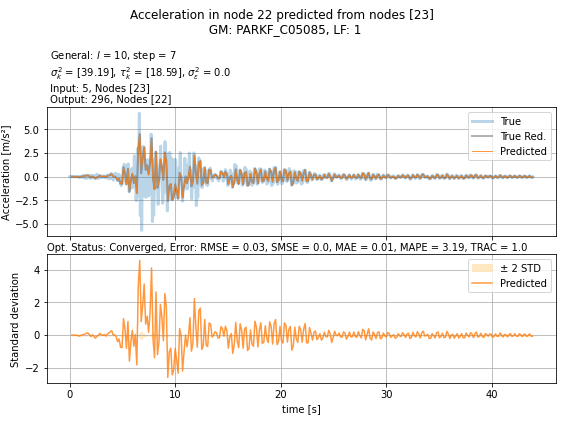 Acceleration in node 22 predicted from nodes [23]
GM: PARKF_C05085, LF: 1
General: l = 10, step = 7
σ²ₖ = [39.19], τ²ₖ = [18.59], σ²ε = 0.0
Input: 5, Nodes [23]
Output: 296, Nodes [22]
Acceleration [m/s²]
5.0
2.5
0.0
−2.5
−5.0
True
True Red.
Predicted
Opt. Status: Converged, Error: RMSE = 0.03, SMSE = 0.0, MAE = 0.01, MAPE = 3.19, TRAC = 1.0
Standard deviation
4
2
0
−2
± 2 STD
Predicted
0
10
20
30
40
time [s]